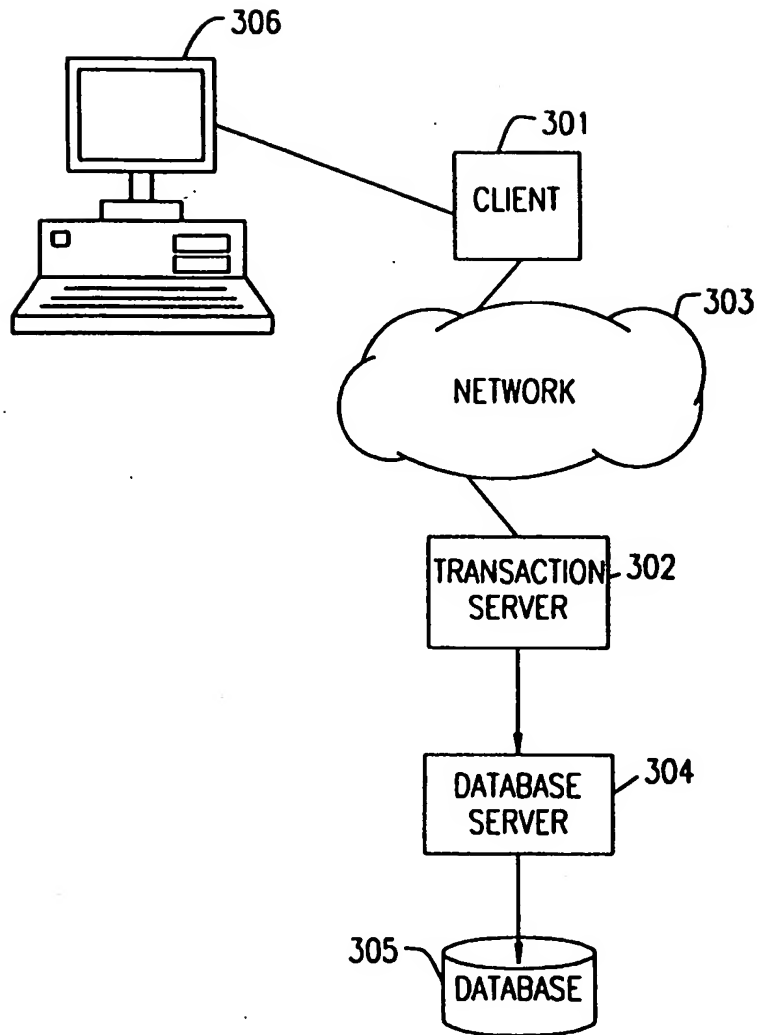 306
301
CLIENT
303
NETWORK
TRANSACTION
SERVER
302
DATABASE
SERVER
304
305
DATABASE